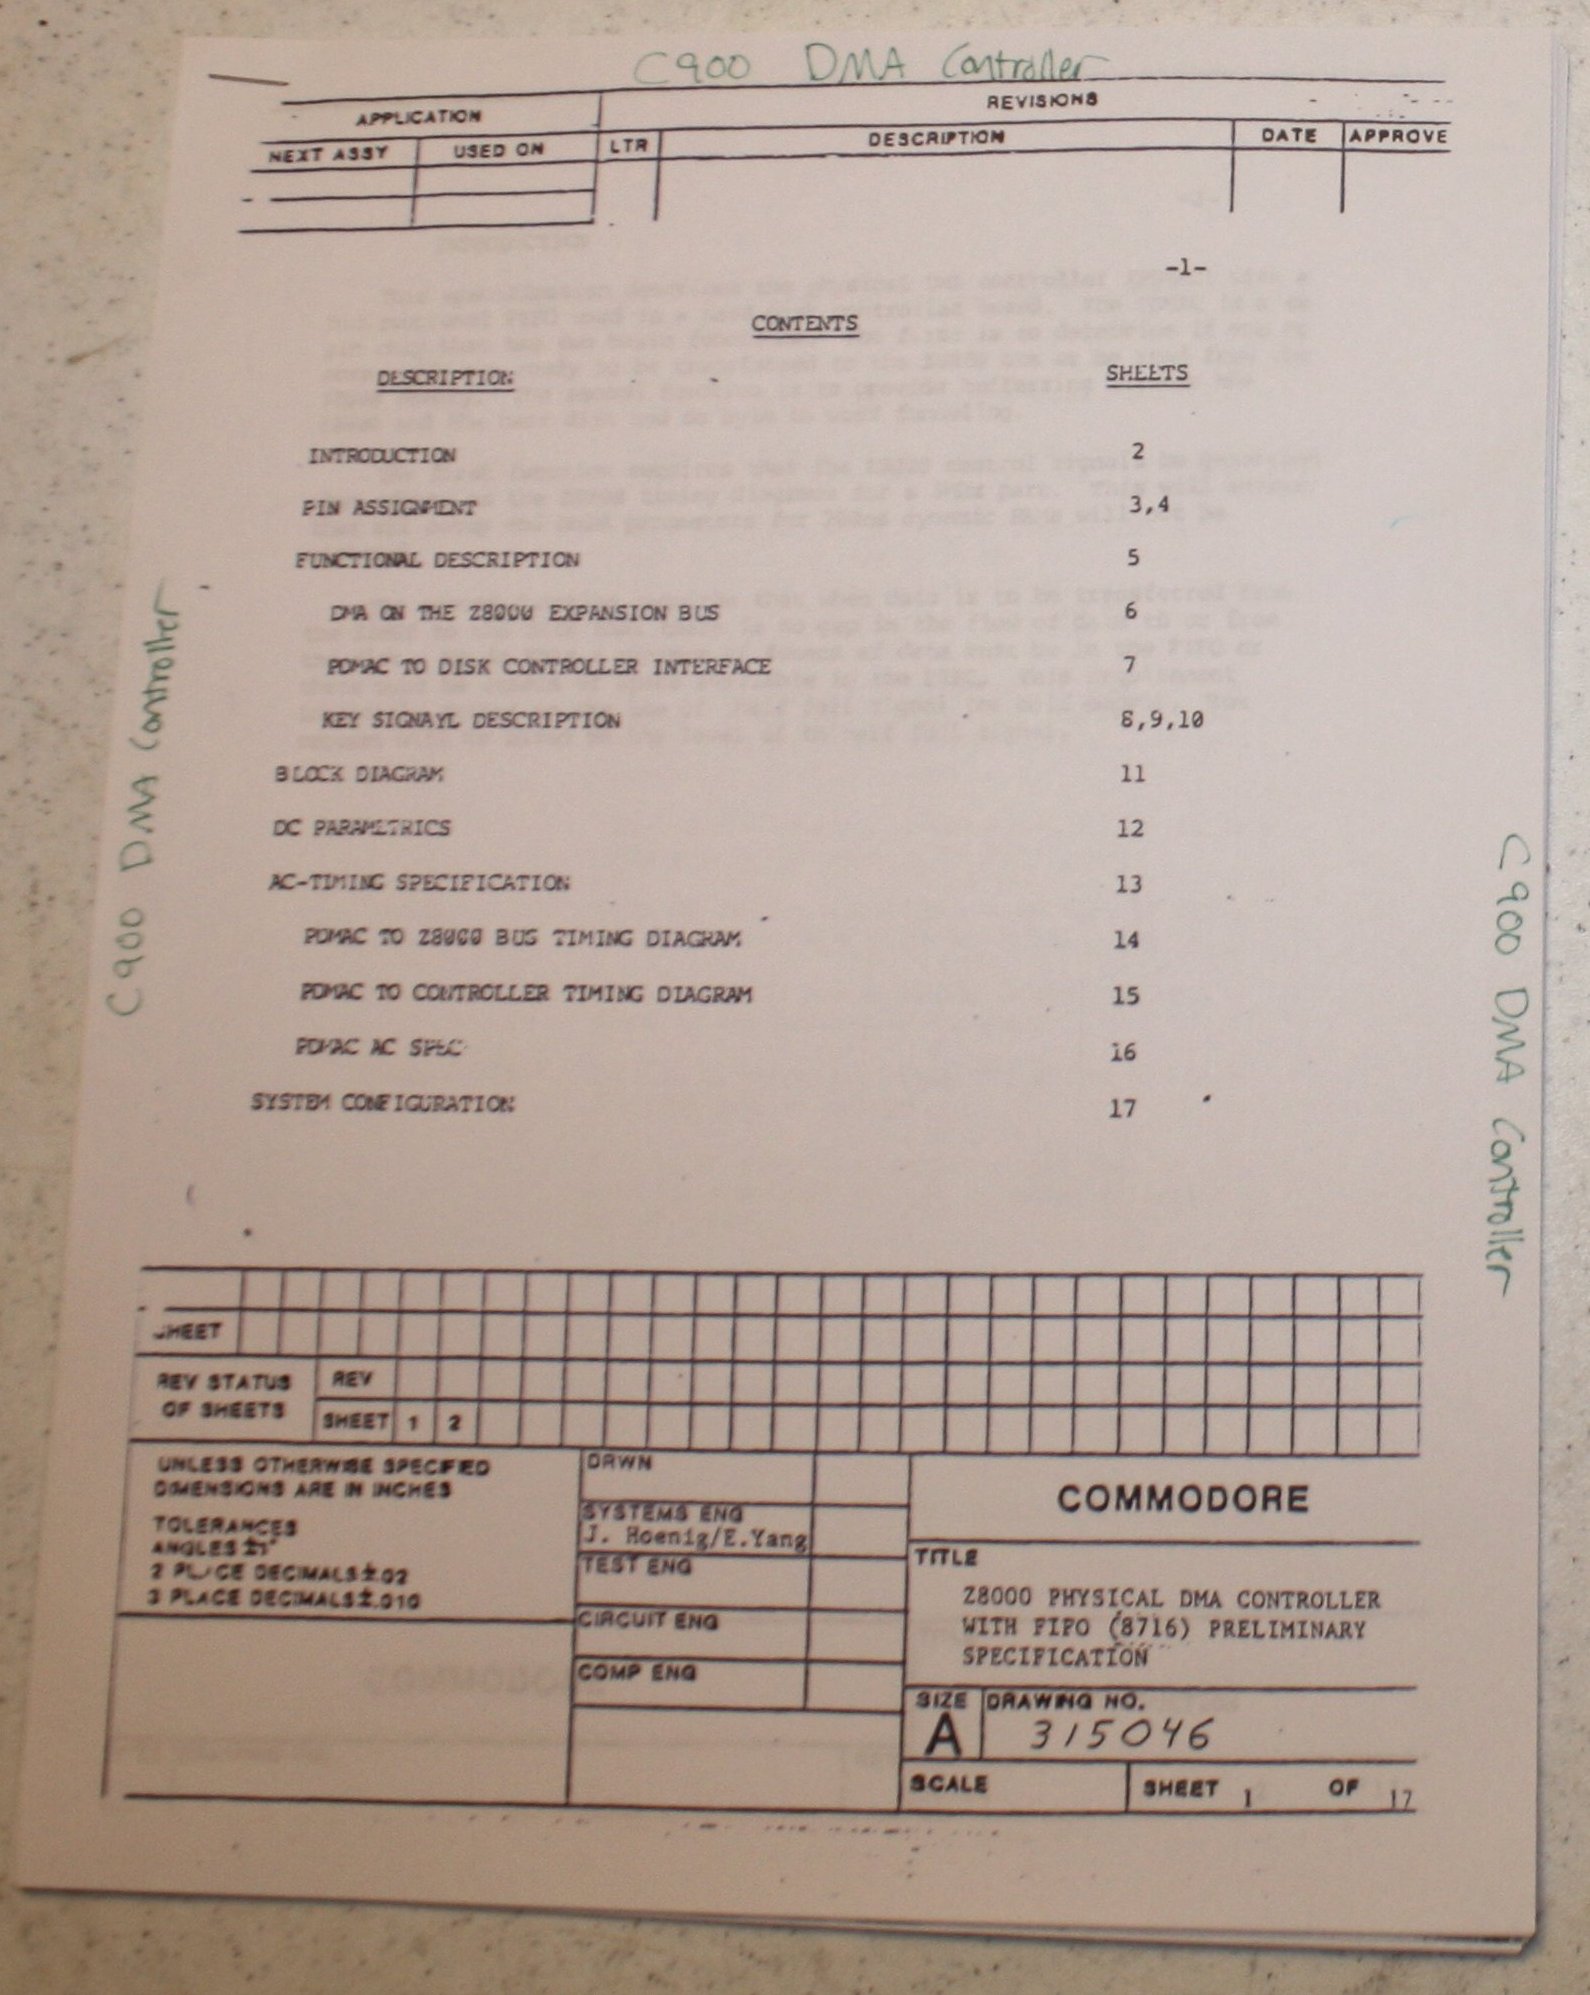 C900 DMA Controller
APPLICATION
REVISIONS
NEXT ASSY USED ON LTR DESCRIPTION DATE APPROVE
-1-
CONTENTS
DESCRIPTION SHEETS
INTRODUCTION 2
PIN ASSIGNMENT 3,4
FUNCTIONAL DESCRIPTION 5
DMA ON THE Z8000 EXPANSION BUS 6
PDMAC TO DISK CONTROLLER INTERFACE 7
KEY SIGNAYL DESCRIPTION 8,9,10
BLOCK DIAGRAM 11
DC PARAMETRICS 12
AC-TIMING SPECIFICATION 13
PDMAC TO Z8000 BUS TIMING DIAGRAM 14
PDMAC TO CONTROLLER TIMING DIAGRAM 15
PDMAC AC SPEC 16
SYSTEM CONFIGURATION 17
C900 DMA Controller
C900 DMA Controller
SHEET
REV STATUS OF SHEETS
REV
SHEET 1 2
UNLESS OTHERWISE SPECIFIED
DIMENSIONS ARE IN INCHES
TOLERANCES
ANGLES ±1°
2 PLACE DECIMALS ±.02
3 PLACE DECIMALS ±.010
DRWN
SYSTEMS ENG
J. Hoenig/E.Yang
TEST ENG
CIRCUIT ENG
COMP ENG
COMMODORE
TITLE
Z8000 PHYSICAL DMA CONTROLLER
WITH FIFO (8716) PRELIMINARY
SPECIFICATION
SIZE DRAWING NO.
A 315046
SCALE SHEET 1 OF 17